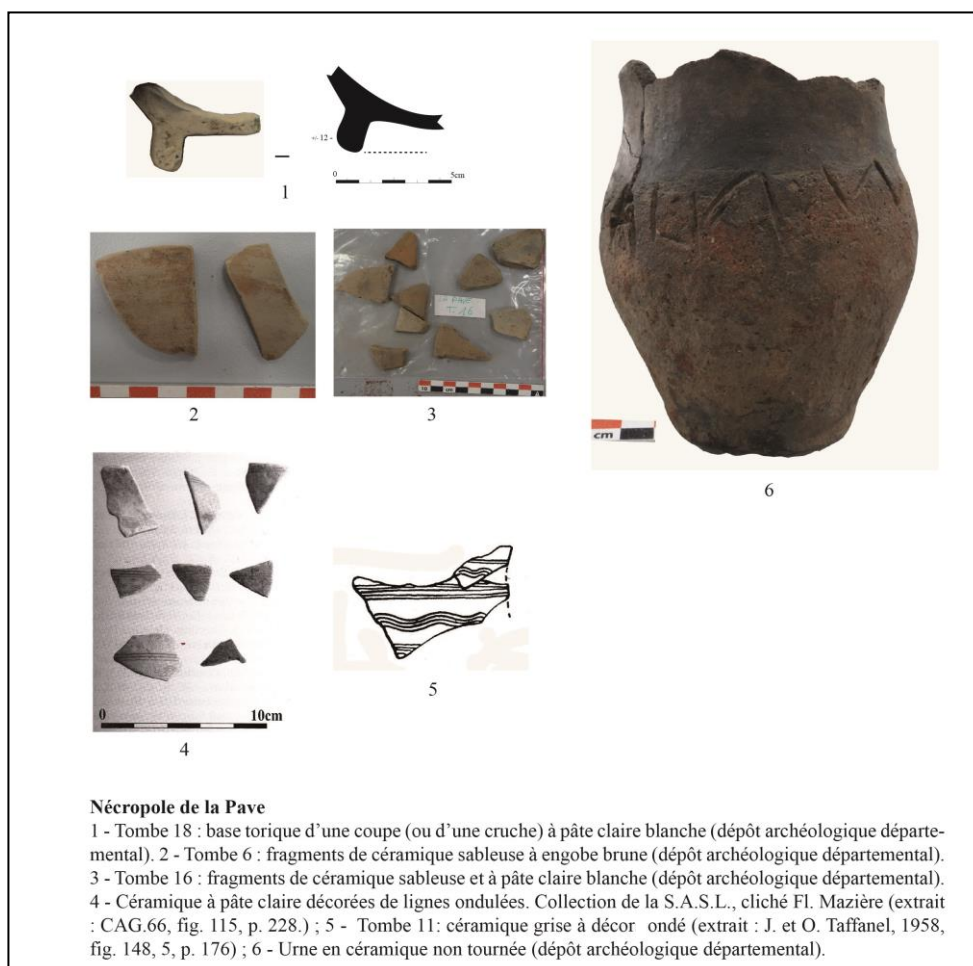 +/-12 -
0 5cm
1
2
3
cm
6
0 10cm
4
5
Nécropole de la Pave
1 - Tombe 18 : base torique d'une coupe (ou d'une cruche) à pâte claire blanche (dépôt archéologique départe-
mental). 2 - Tombe 6 : fragments de céramique sableuse à engobe brune (dépôt archéologique départemental).
3 - Tombe 16 : fragments de céramique sableuse et à pâte claire blanche (dépôt archéologique départemental).
4 - Céramique à pâte claire décorées de lignes ondulées. Collection de la S.A.S.L., cliché Fl. Mazière (extrait
: CAG.66, fig. 115, p. 228.) ; 5 - Tombe 11: céramique grise à décor ondé (extrait : J. et O. Taffanel, 1958,
fig. 148, 5, p. 176) ; 6 - Urne en céramique non tournée (dépôt archéologique départemental).